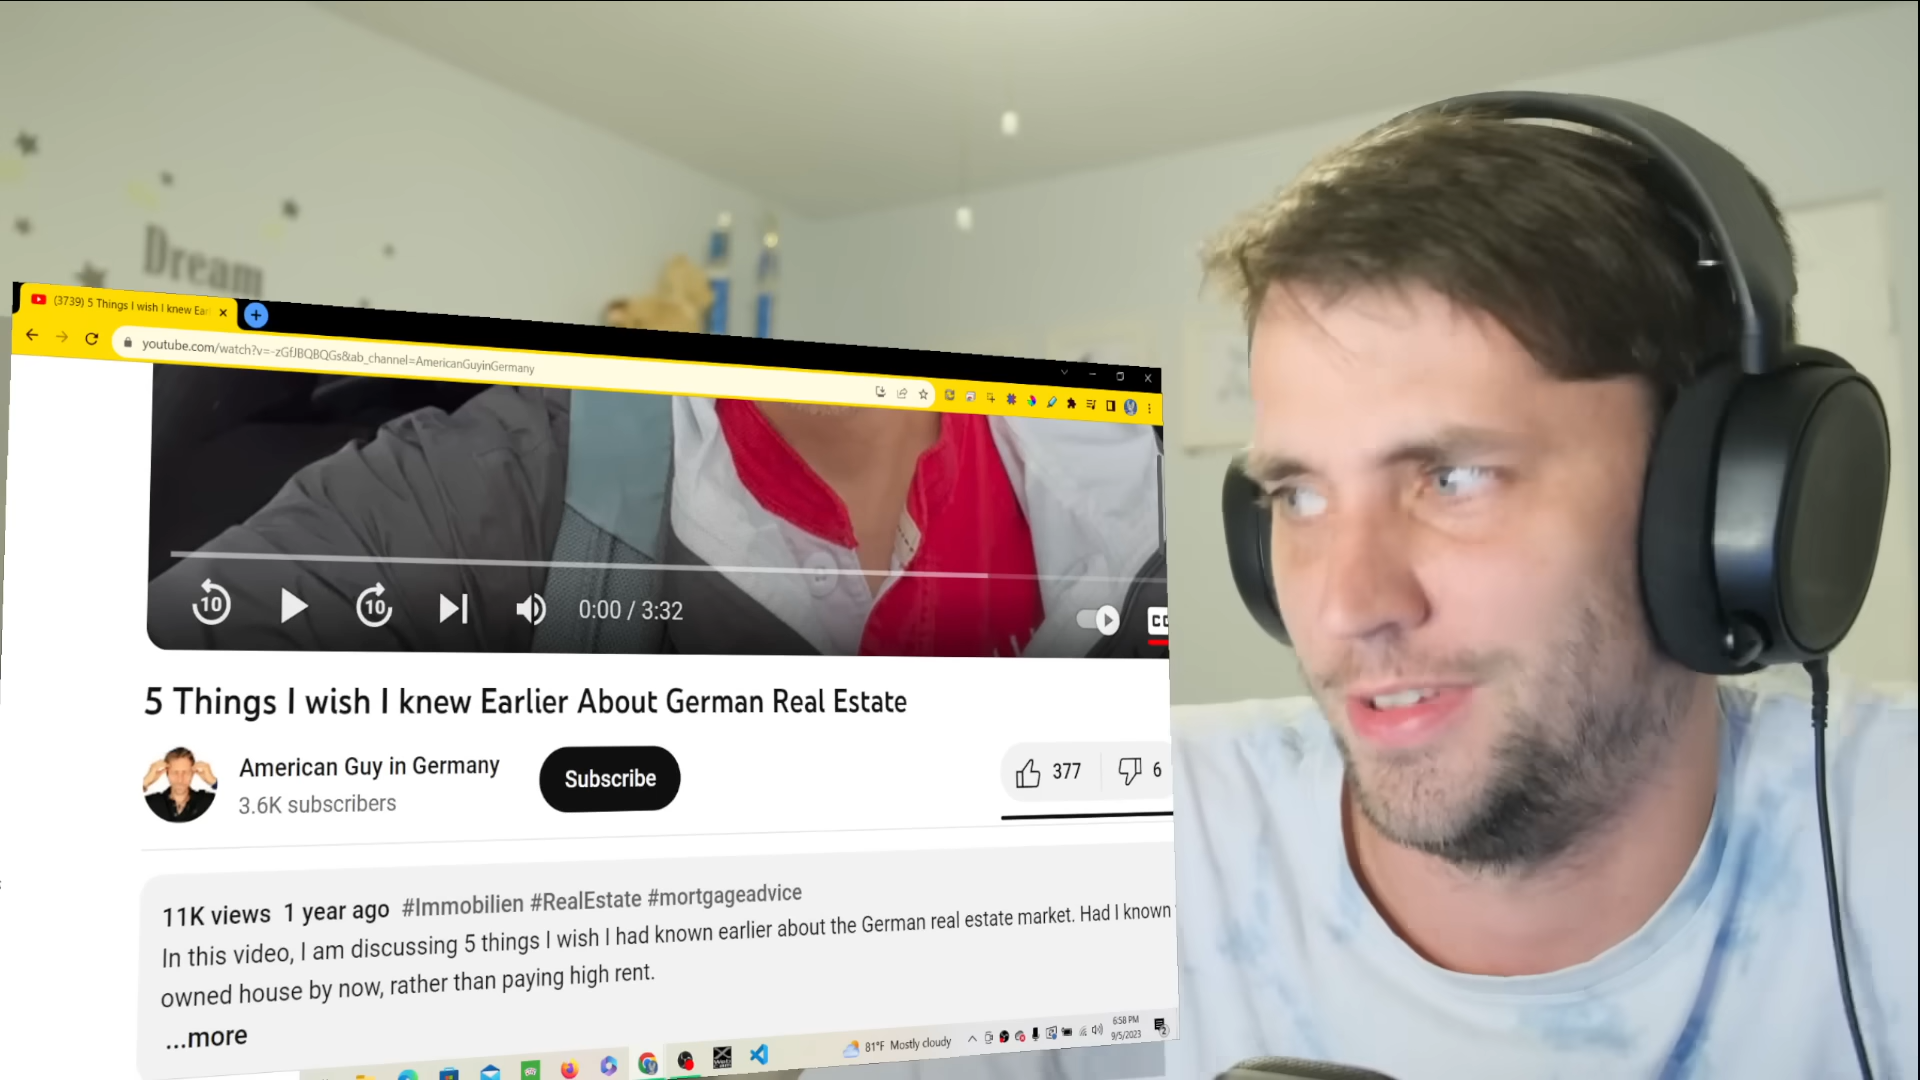 Dream
(3739) 5 Things I wish I knew Ear
youtube.com/watch?v=-zGfJBQBQGs&ab_channel=AmericanGuyinGermany
10
10
0:00 / 3:32
5 Things I wish I knew Earlier About German Real Estate
American Guy in Germany
3.6K subscribers
Subscribe
377
6
11K views 1 year ago #Immobilien #RealEstate #mortgageadvice
In this video, I am discussing 5 things I wish I had known earlier about the German real estate market. Had I known
owned house by now, rather than paying high rent.
...more
81°F Mostly cloudy
6:58 PM
9/5/2023
2